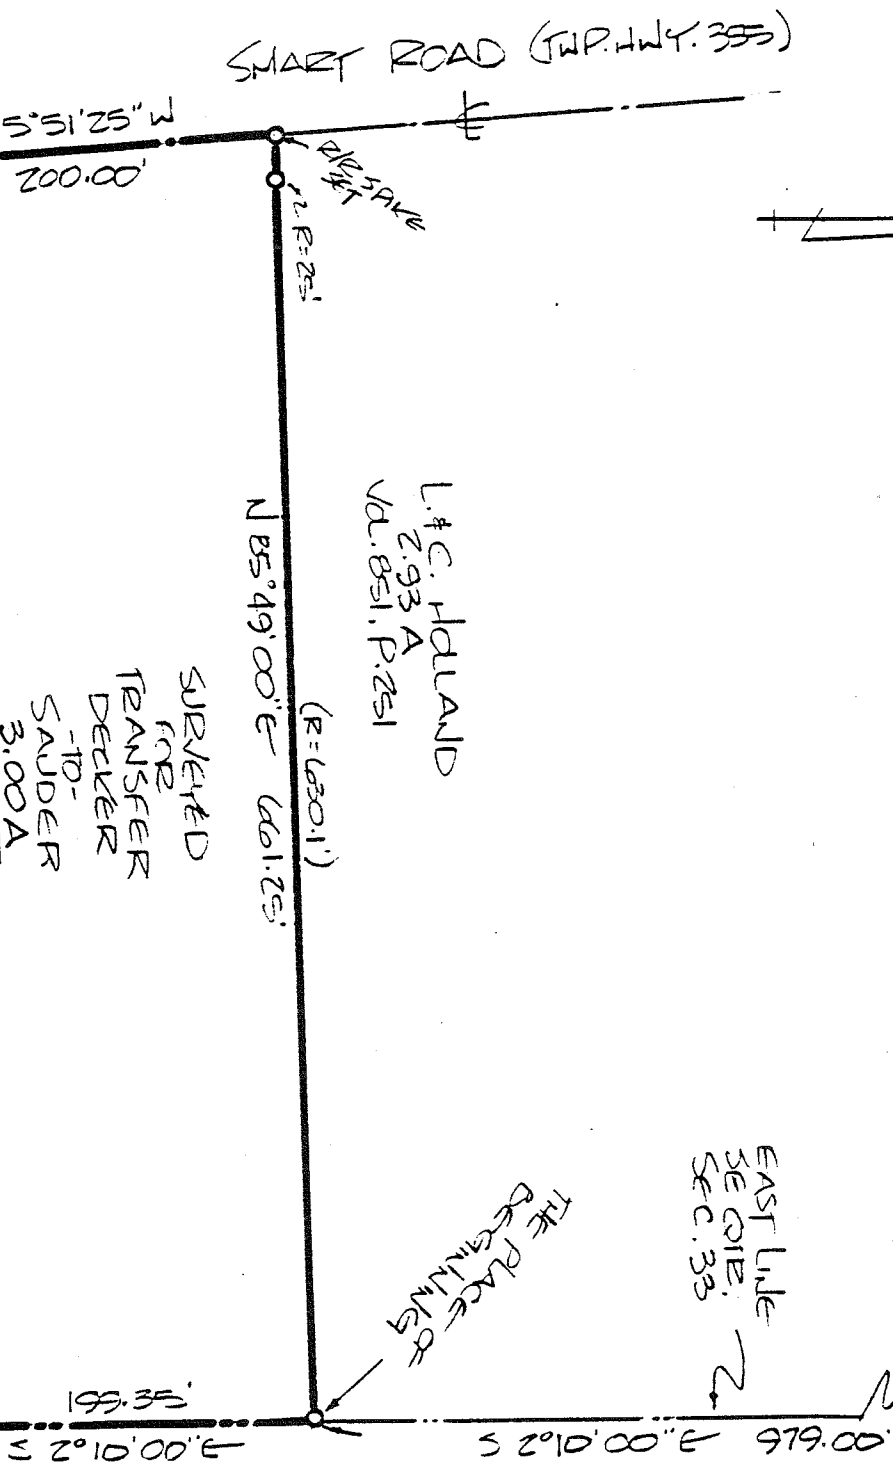 SMART ROAD (TWP. HWY. 355)
5°51'25" W
200.00'
R/R SPIKE
SET
R=25'
L. & C. HOLLAND
2.93 A
Vol. 851, P. 251
N 85°49'00" E 661.25'
(R=630.1')
SURVEYED
FOR
TRANSFER
DECKER
-TO-
SAUDER
3.00 A
THE PLACE OF
BEGINNING
EAST LINE
SE QTR.
SEC. 33
199.35'
S 2°10'00" E
S 2°10'00" E 979.00'